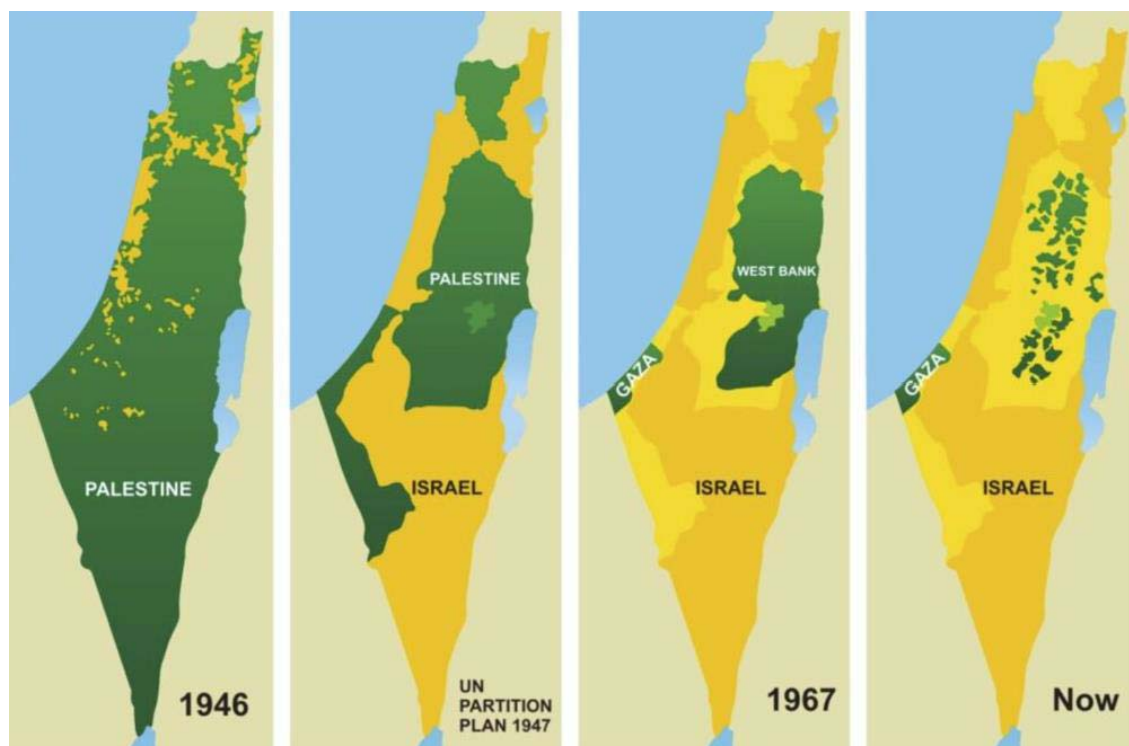 PALESTINE
1946
PALESTINE
ISRAEL
UN
PARTITION
PLAN 1947
WEST BANK
GAZA
ISRAEL
1967
GAZA
ISRAEL
Now